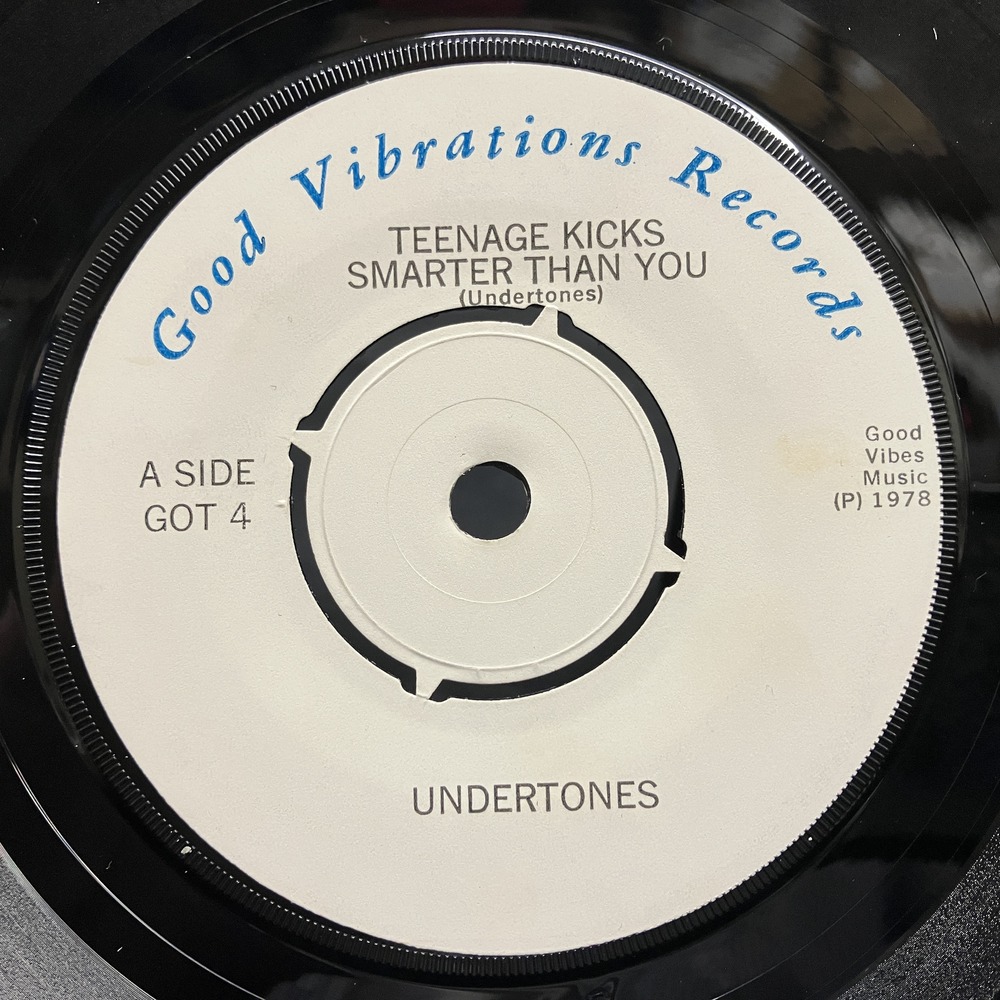 Good Vibrations Records
TEENAGE KICKS
SMARTER THAN YOU
(Undertones)
A SIDE
GOT 4
Good
Vibes
Music
(P) 1978
UNDERTONES